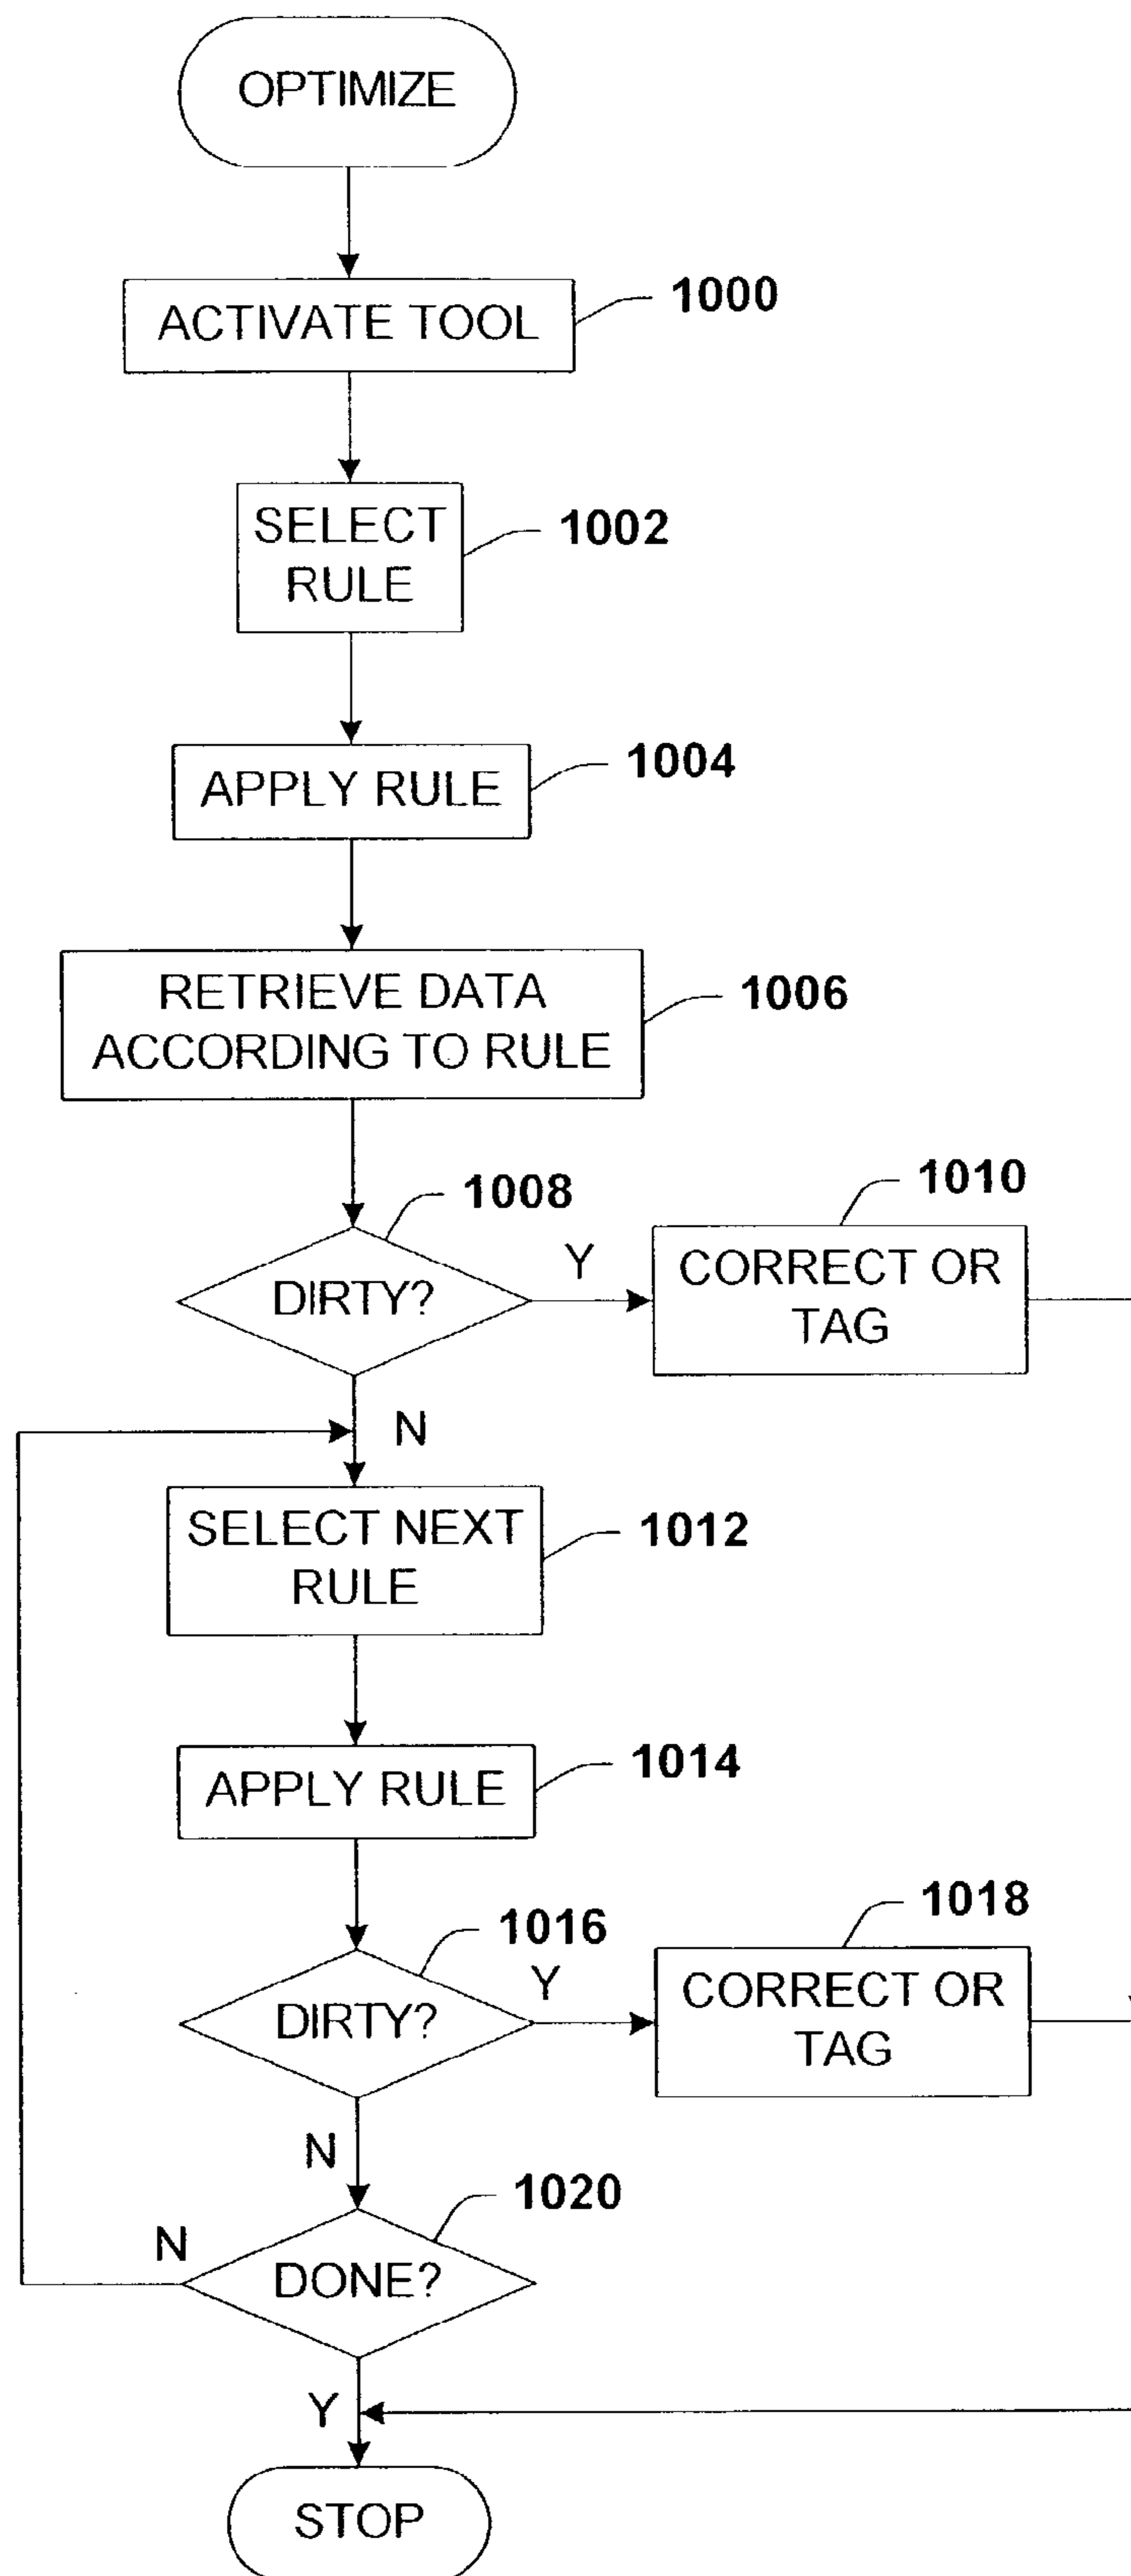 OPTIMIZE
ACTIVATE TOOL
1000
SELECT
RULE
1002
APPLY RULE
1004
RETRIEVE DATA
ACCORDING TO RULE
1006
1008
DIRTY?
Y
1010
CORRECT OR
TAG
N
SELECT NEXT
RULE
1012
APPLY RULE
1014
1016
DIRTY?
Y
1018
CORRECT OR
TAG
N
1020
N
DONE?
Y
STOP